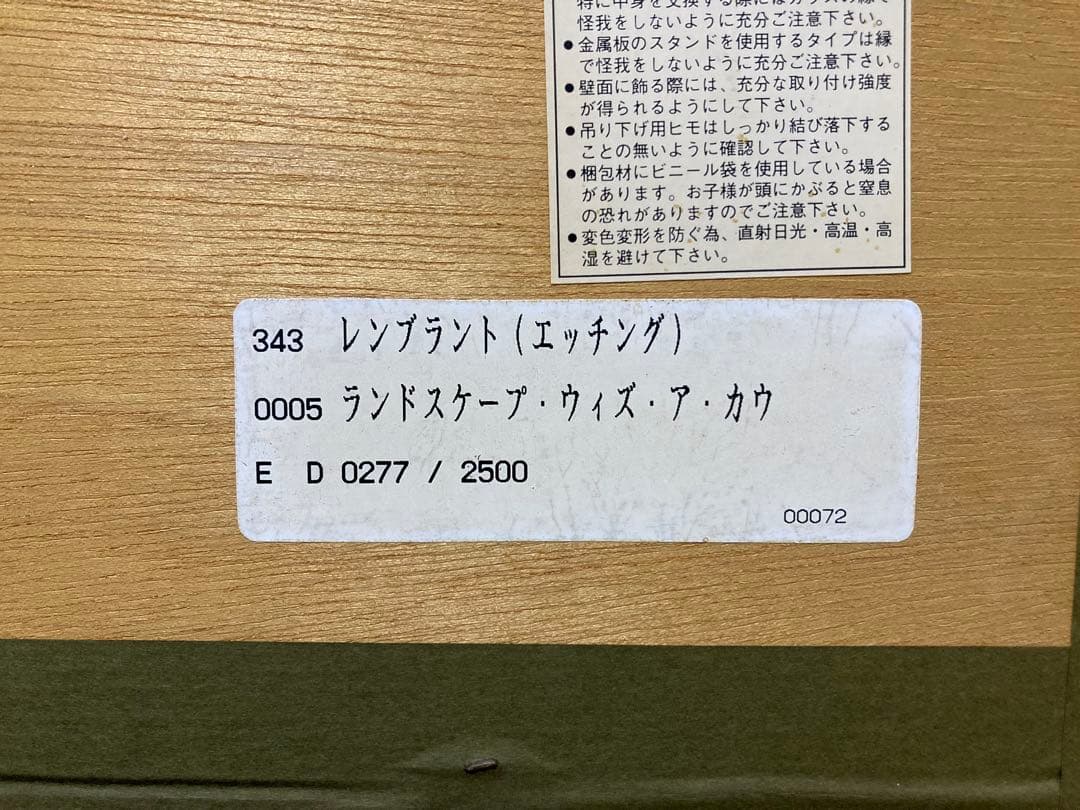 特に中身を交換する際にはガラスの縁で
怪我をしないように充分ご注意下さい。
●金属板のスタンドを使用するタイプは縁
で怪我をしないように充分ご注意下さい。
●壁面に飾る際には、充分な取り付け強度
が得られるようにして下さい。
●吊り下げ用ヒモはしっかり結び落下する
ことの無いように確認して下さい。
●梱包材にビニール袋を使用している場合
があります。お子様が頭にかぶると窒息
の恐れがありますのでご注意下さい。
●変色変形を防ぐ為、直射日光・高温・高
湿を避けて下さい。
343 レンブラント(エッチング)
0005 ランドスケープ・ウィズ・ア・カウ
E D 0277 / 2500
00072